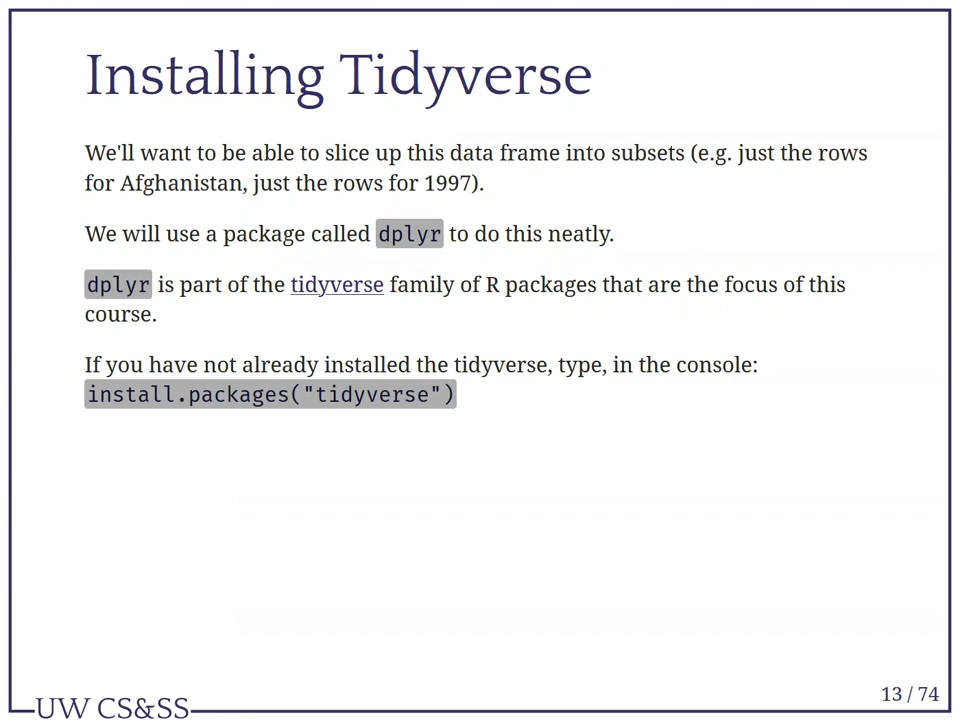 Installing Tidyverse
We'll want to be able to slice up this data frame into subsets (e.g. just the rows
for Afghanistan, just the rows for 1997).
We will use a package called dplyr to do this neatly.
dplyr is part of the tidyverse family of R packages that are the focus of this
course.
If you have not already installed the tidyverse, type, in the console:
install.packages("tidyverse")
UW CS&SS
13 / 74